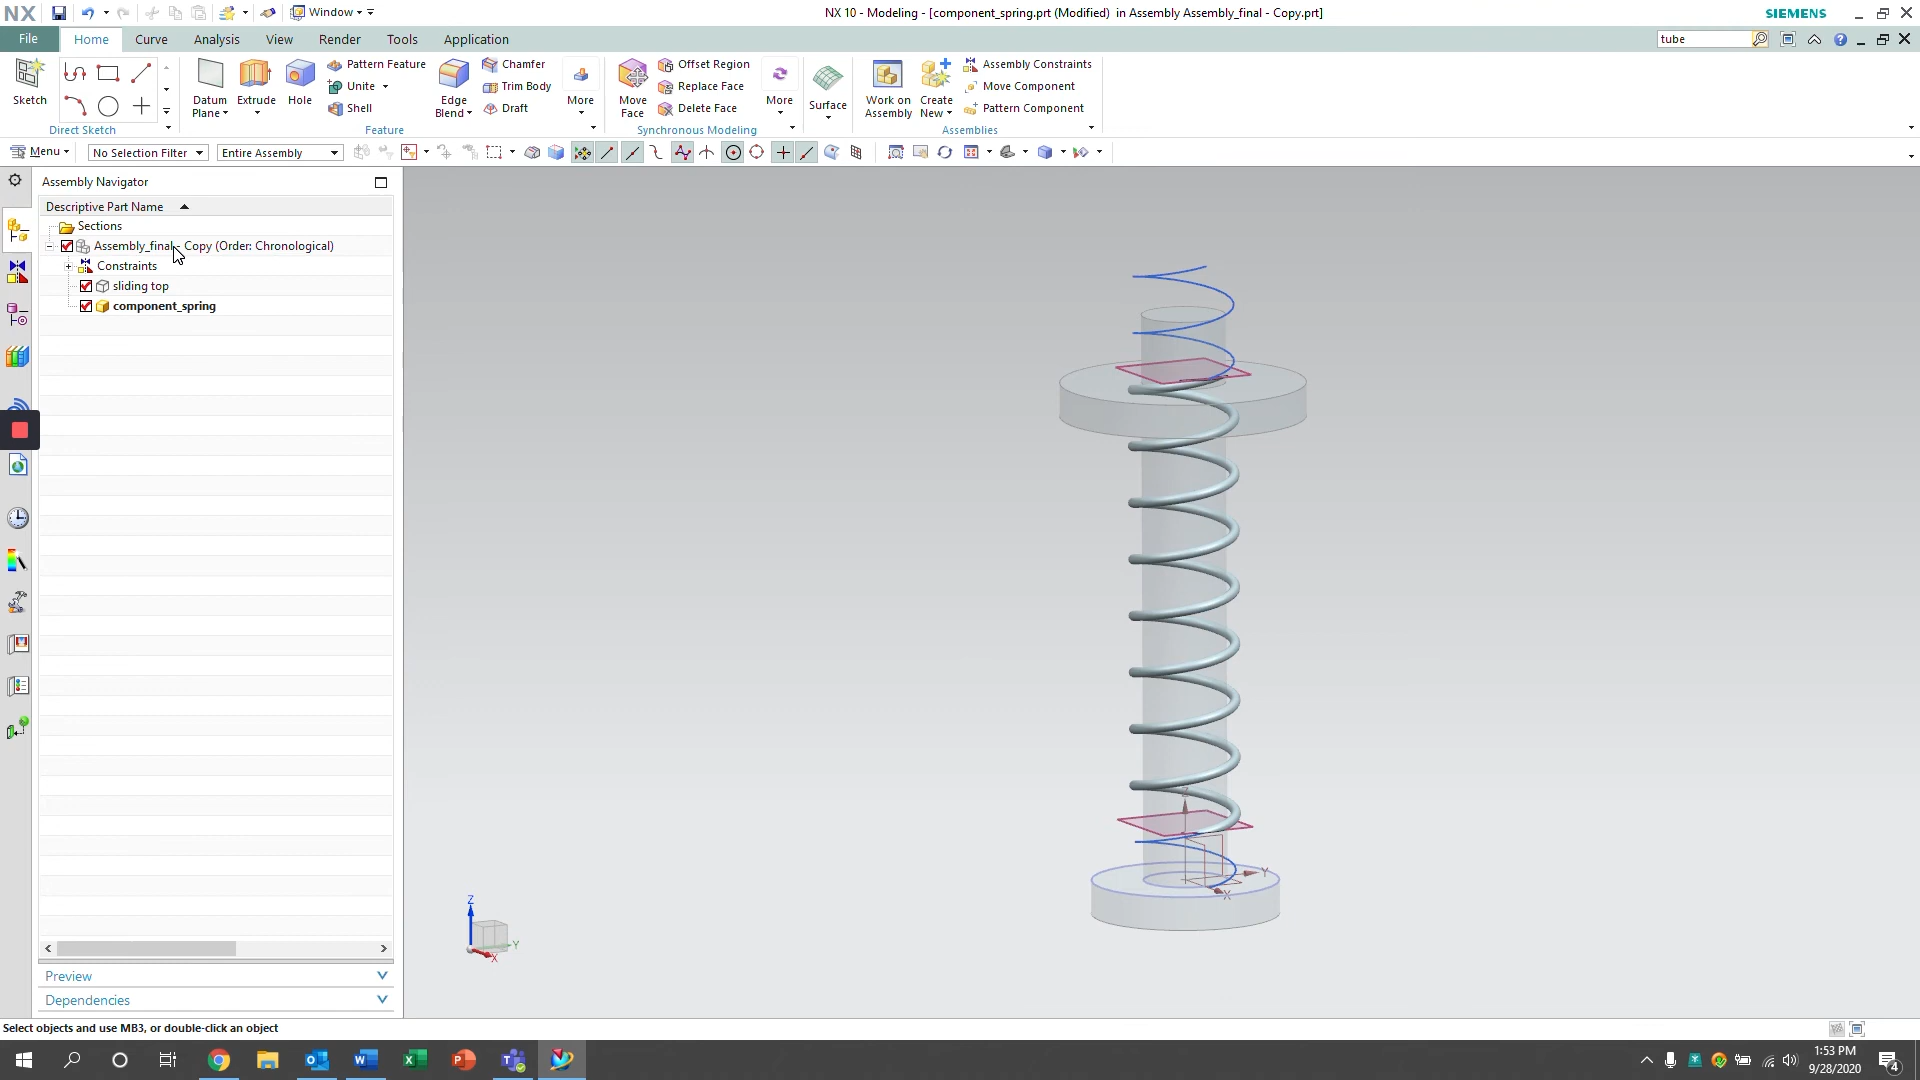 NX
Window
NX 10 - Modeling - [component_spring.prt (Modified)  in Assembly Assembly_final - Copy.prt]
SIEMENS
File
Home
Curve
Analysis
View
Render
Tools
Application
tube
Sketch
Direct Sketch
Datum
Plane
Extrude
Hole
Pattern Feature
Unite
Shell
Edge
Blend
Chamfer
Trim Body
Draft
More
Feature
Move
Face
Offset Region
Replace Face
Delete Face
More
Synchronous Modeling
Surface
Work on
Assembly
Create
New
Assembly Constraints
Move Component
Pattern Component
Assemblies
Menu
No Selection Filter
Entire Assembly
Assembly Navigator
Descriptive Part Name
Sections
Assembly_final - Copy (Order: Chronological)
Constraints
sliding top
component_spring
Z
Y
X
Z
Y
X
Preview
Dependencies
Select objects and use MB3, or double-click an object
1:53 PM
9/28/2020
4